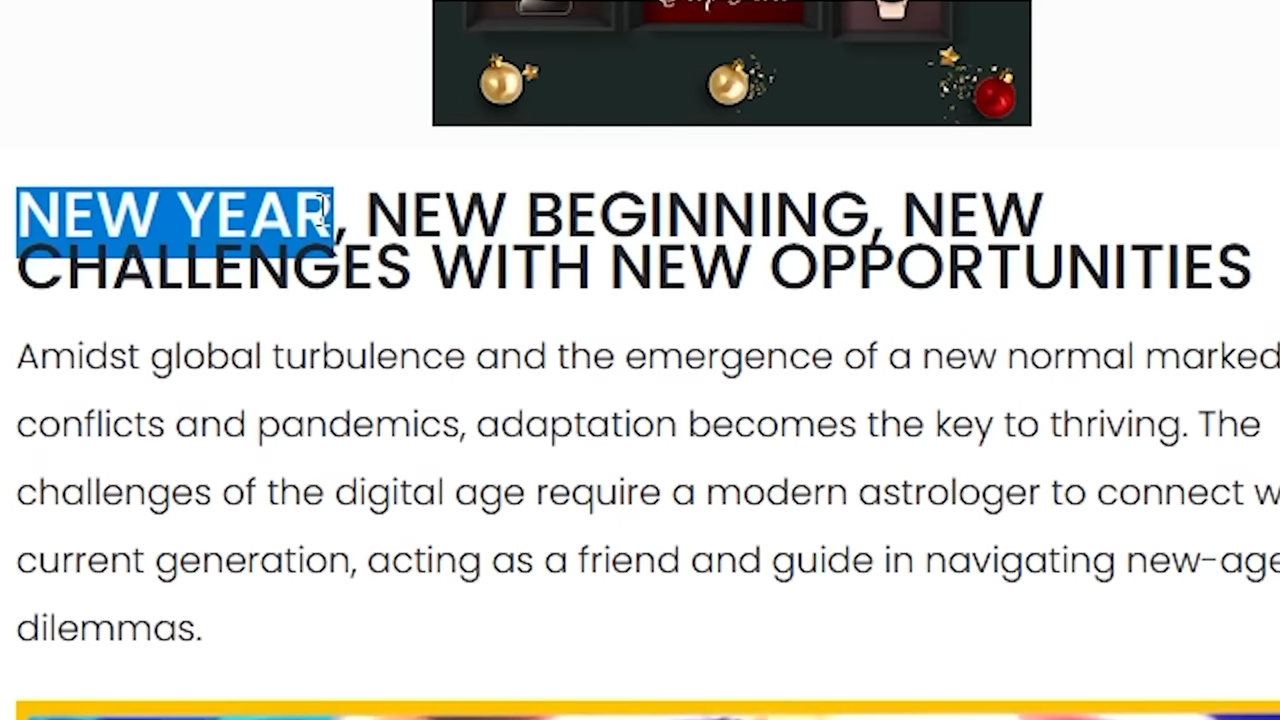 NEW YEAR, NEW BEGINNING, NEW
CHALLENGES WITH NEW OPPORTUNITIES
Amidst global turbulence and the emergence of a new normal marked
conflicts and pandemics, adaptation becomes the key to thriving. The
challenges of the digital age require a modern astrologer to connect
current generation, acting as a friend and guide in navigating new-age
dilemmas.